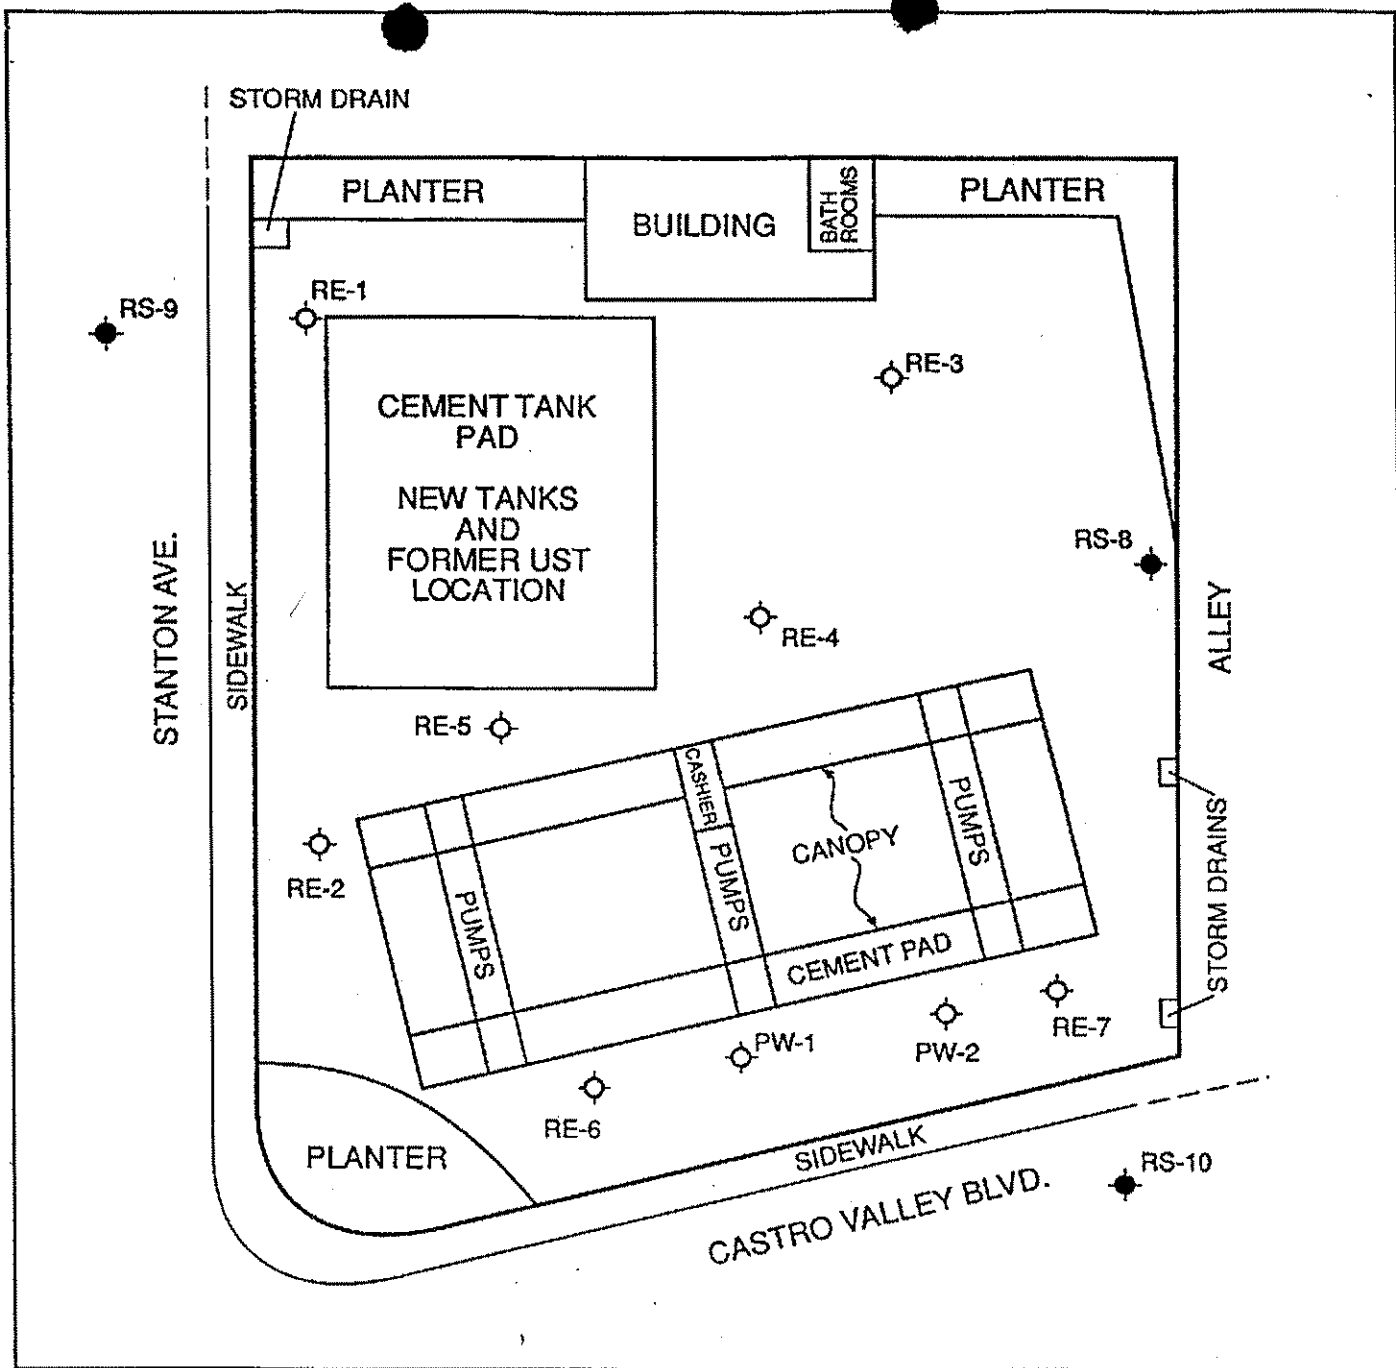 STORM DRAIN
PLANTER
BUILDING
BATH
ROOMS
PLANTER
RE-1
RS-9
RE-3
CEMENT TANK
PAD
NEW TANKS
AND
FORMER UST
LOCATION
RS-8
STANTON AVE.
SIDEWALK
RE-4
ALLEY
RE-5
CASHIER
PUMPS
CANOPY
PUMPS
RE-2
PUMPS
STORM DRAINS
CEMENT PAD
RE-7
PW-1
PW-2
RE-6
PLANTER
SIDEWALK
RS-10
CASTRO VALLEY BLVD.